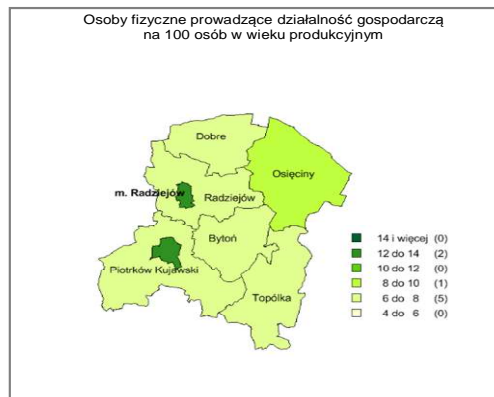 Osoby fizyczne prowadzące działalność gospodarczą
na 100 osób w wieku produkcyjnym
Dobre
Osięciny
m. Radziejów
Radziejów
Bytoń
Piotrków Kujawski
Topólka
14 i więcej (0)
12 do 14 (2)
10 do 12 (0)
8 do 10 (1)
6 do 8 (5)
4 do 6 (0)